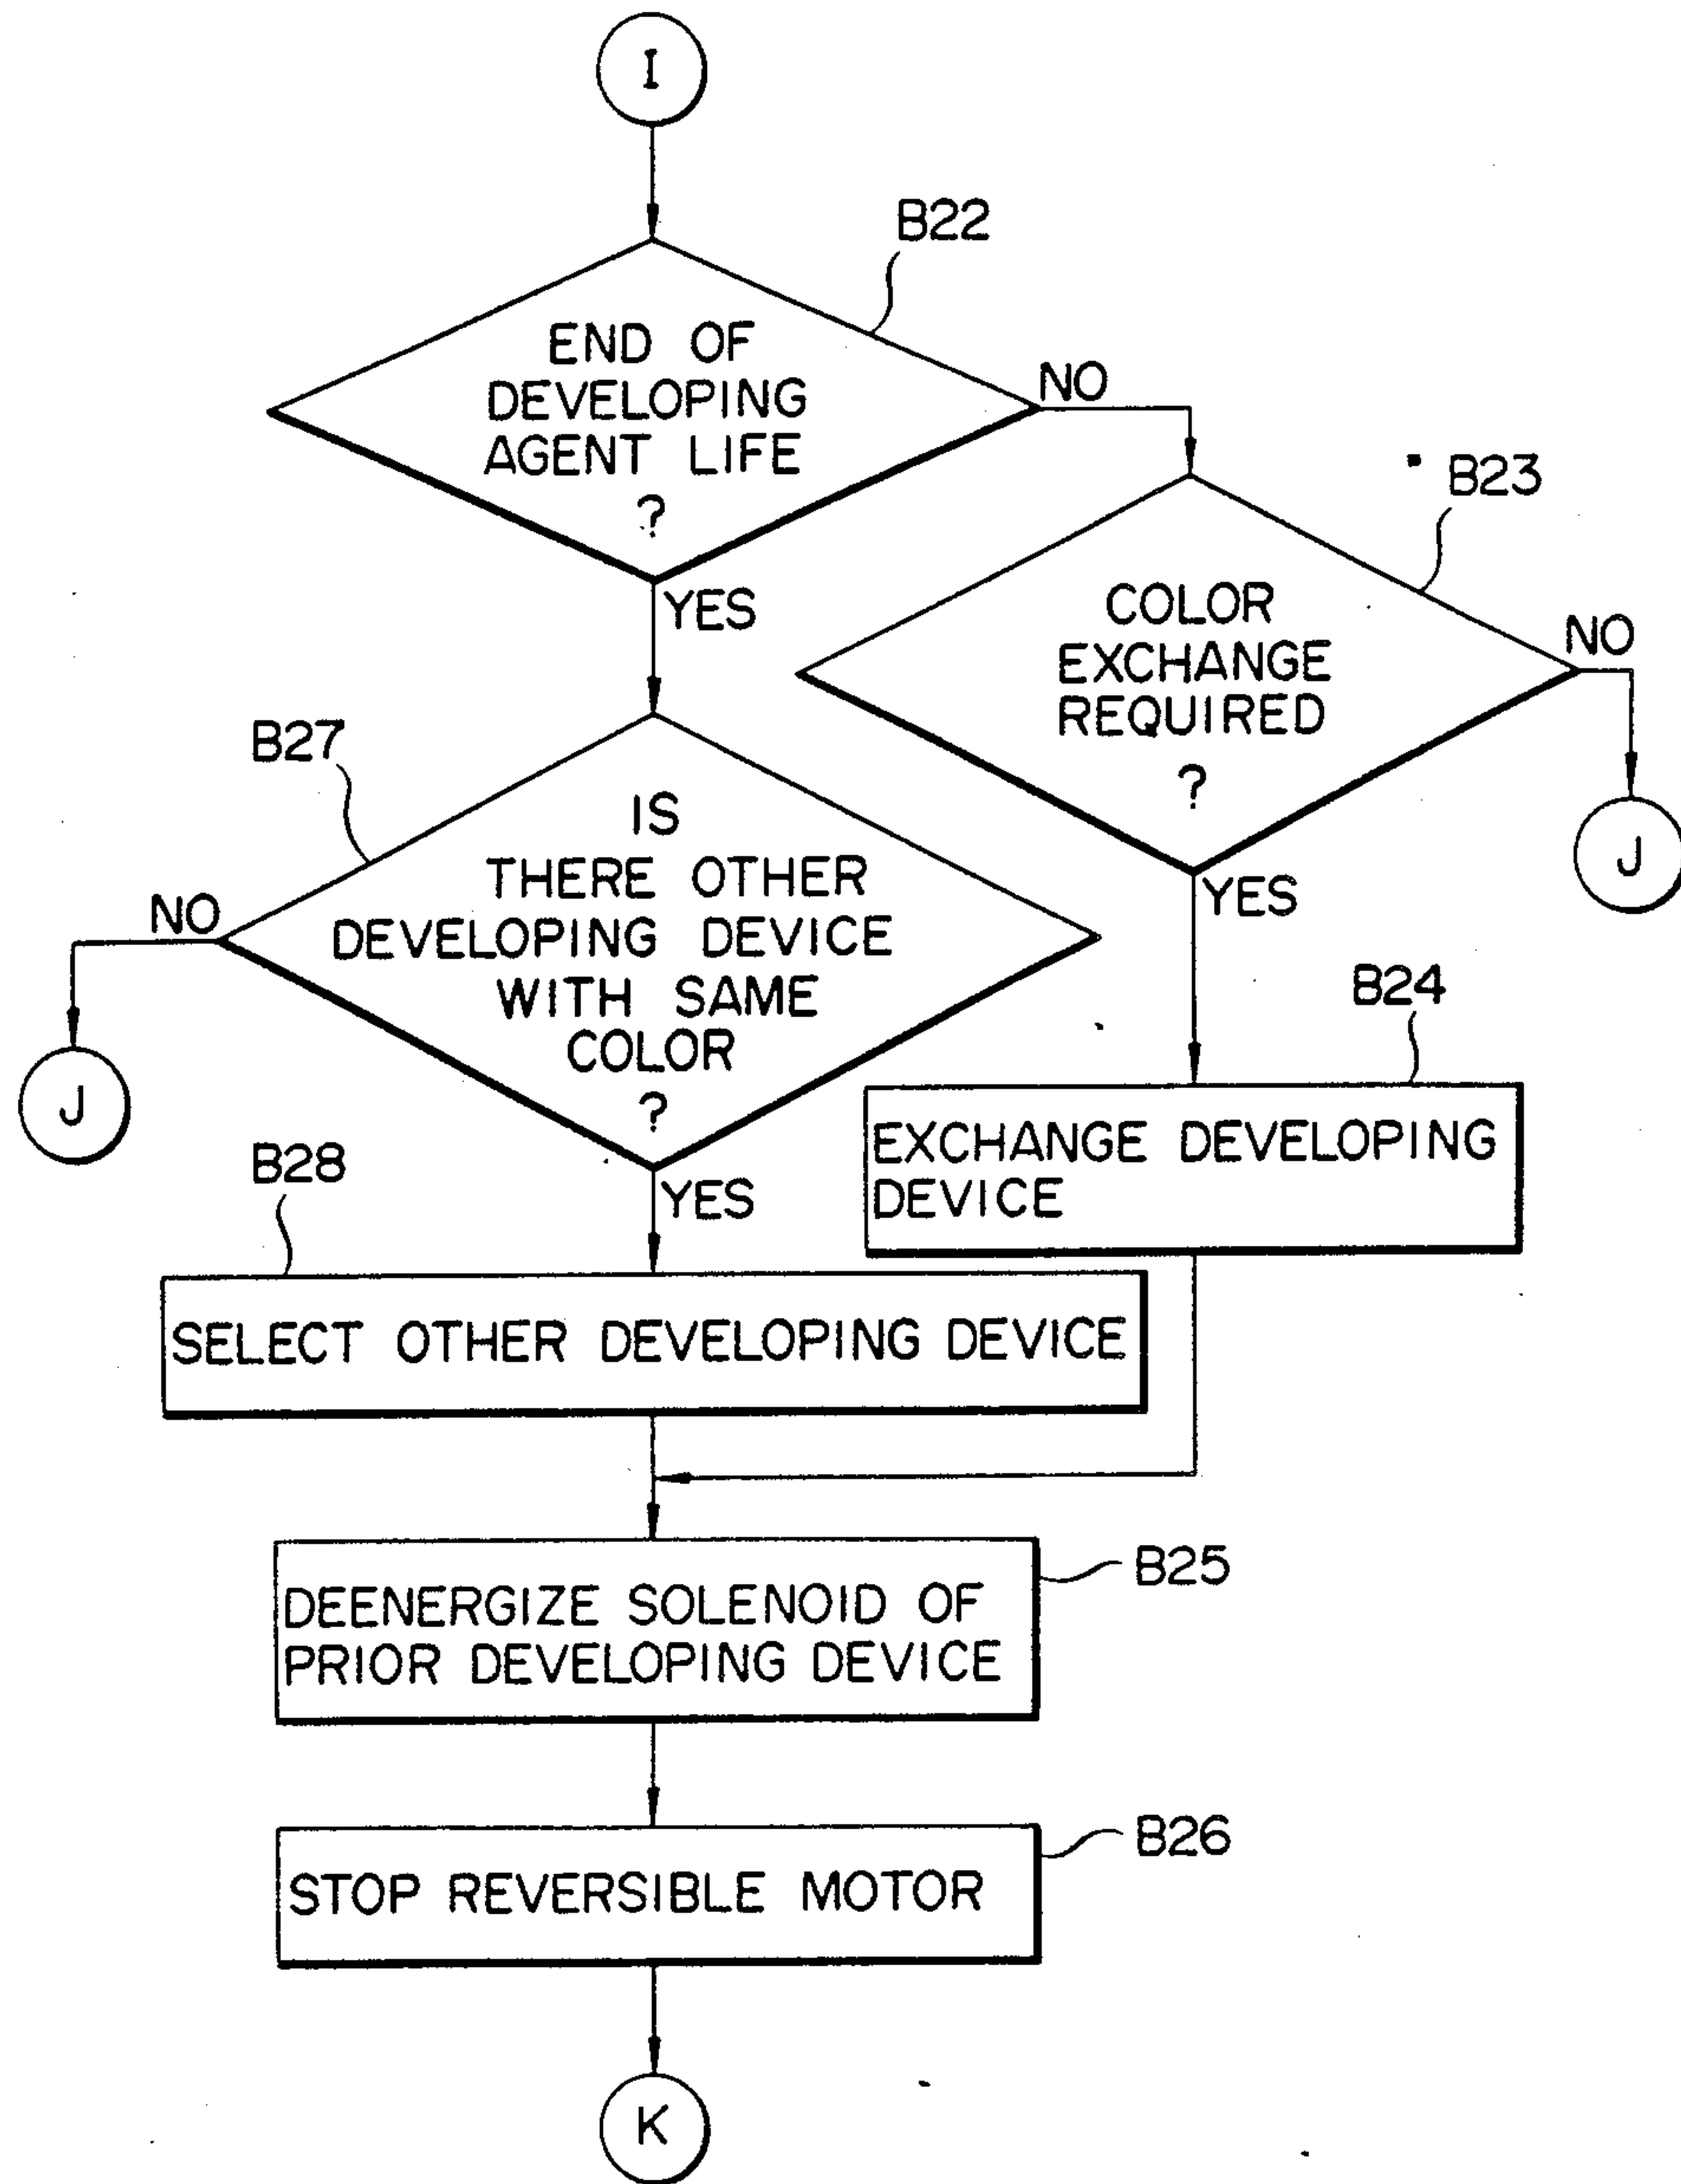 I
B22
END OF
DEVELOPING
AGENT LIFE
?
NO
YES
B23
COLOR
EXCHANGE
REQUIRED
?
NO
YES
J
B27
IS
THERE OTHER
DEVELOPING DEVICE
WITH SAME
COLOR
?
NO
YES
J
B24
EXCHANGE DEVELOPING
DEVICE
B28
SELECT OTHER DEVELOPING DEVICE
B25
DEENERGIZE SOLENOID OF
PRIOR DEVELOPING DEVICE
B26
STOP REVERSIBLE MOTOR
K